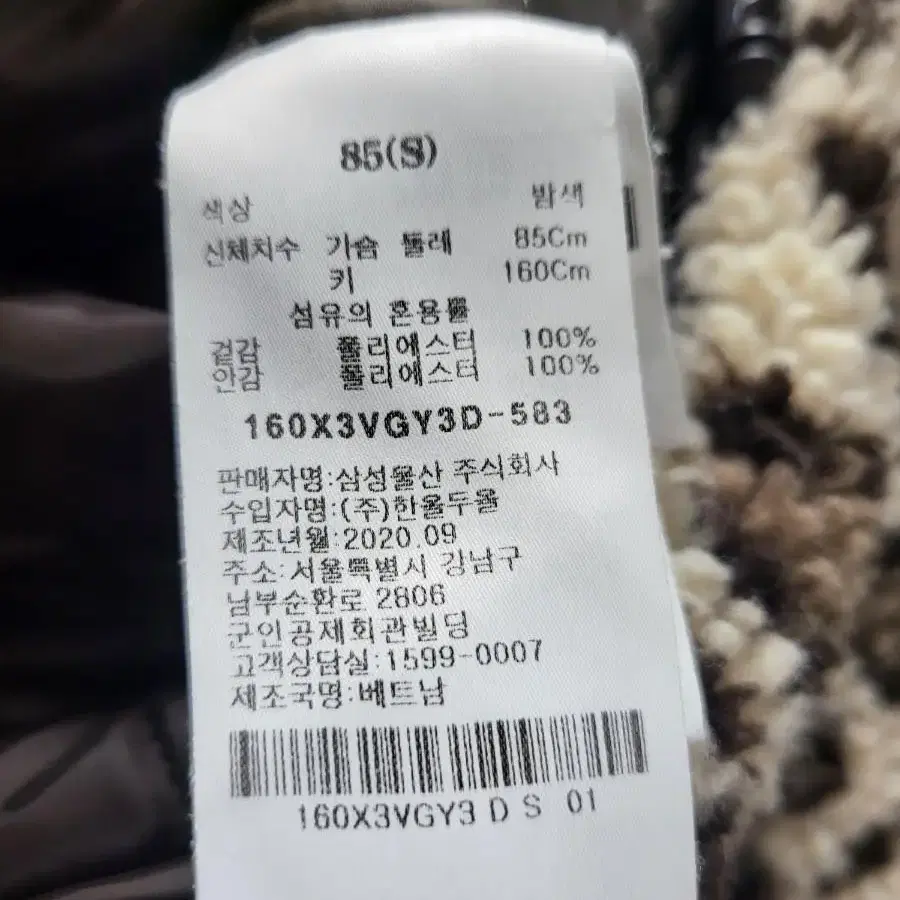 85(S)
색상 밤색
신체치수 가슴 둘레 85Cm
키 160Cm
섬유의 혼용률
겉감 폴리에스터 100%
안감 폴리에스터 100%
160X3VGY3D-583
판매자명:삼성물산 주식회사
수입자명:(주)한올두올
제조년월:2020.09
주소:서울특별시 강남구
남부순환로 2806
군인공제회관빌딩
고객상담실:1599-0007
제조국명:베트남
160X3VGY3 D S 01